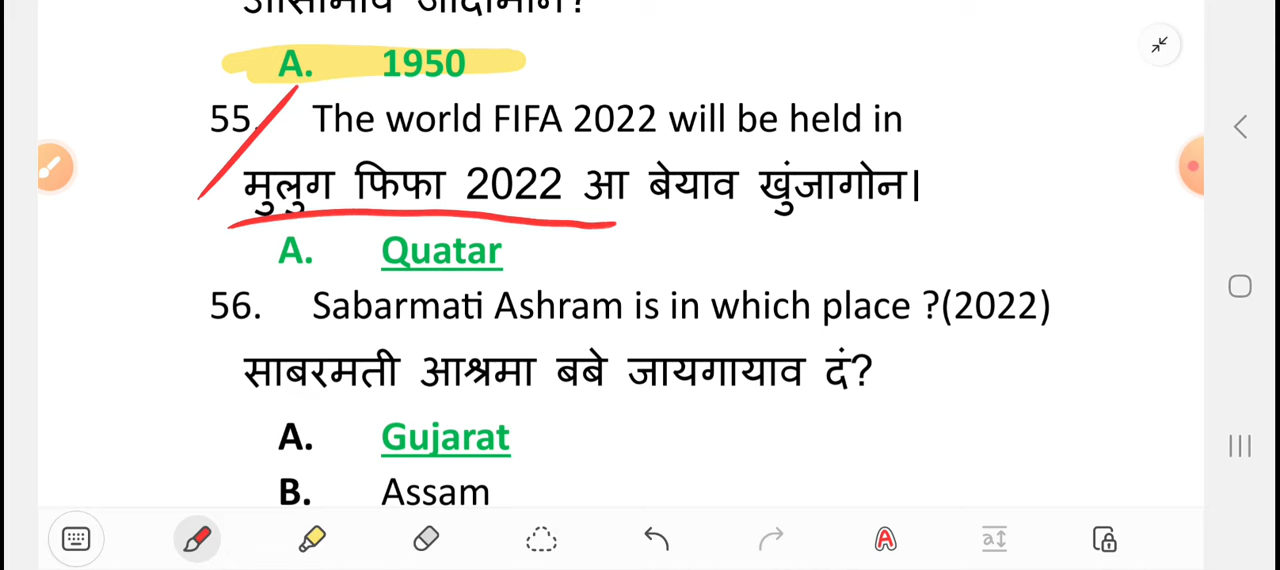 A. 1950
55. The world FIFA 2022 will be held in
मुलुग फिफा 2022 आ बेयाव खुंजागोन।
A. Quatar
56. Sabarmati Ashram is in which place ?(2022)
साबरमती आश्रमा बबे जायगायाव दं?
A. Gujarat
B. Assam